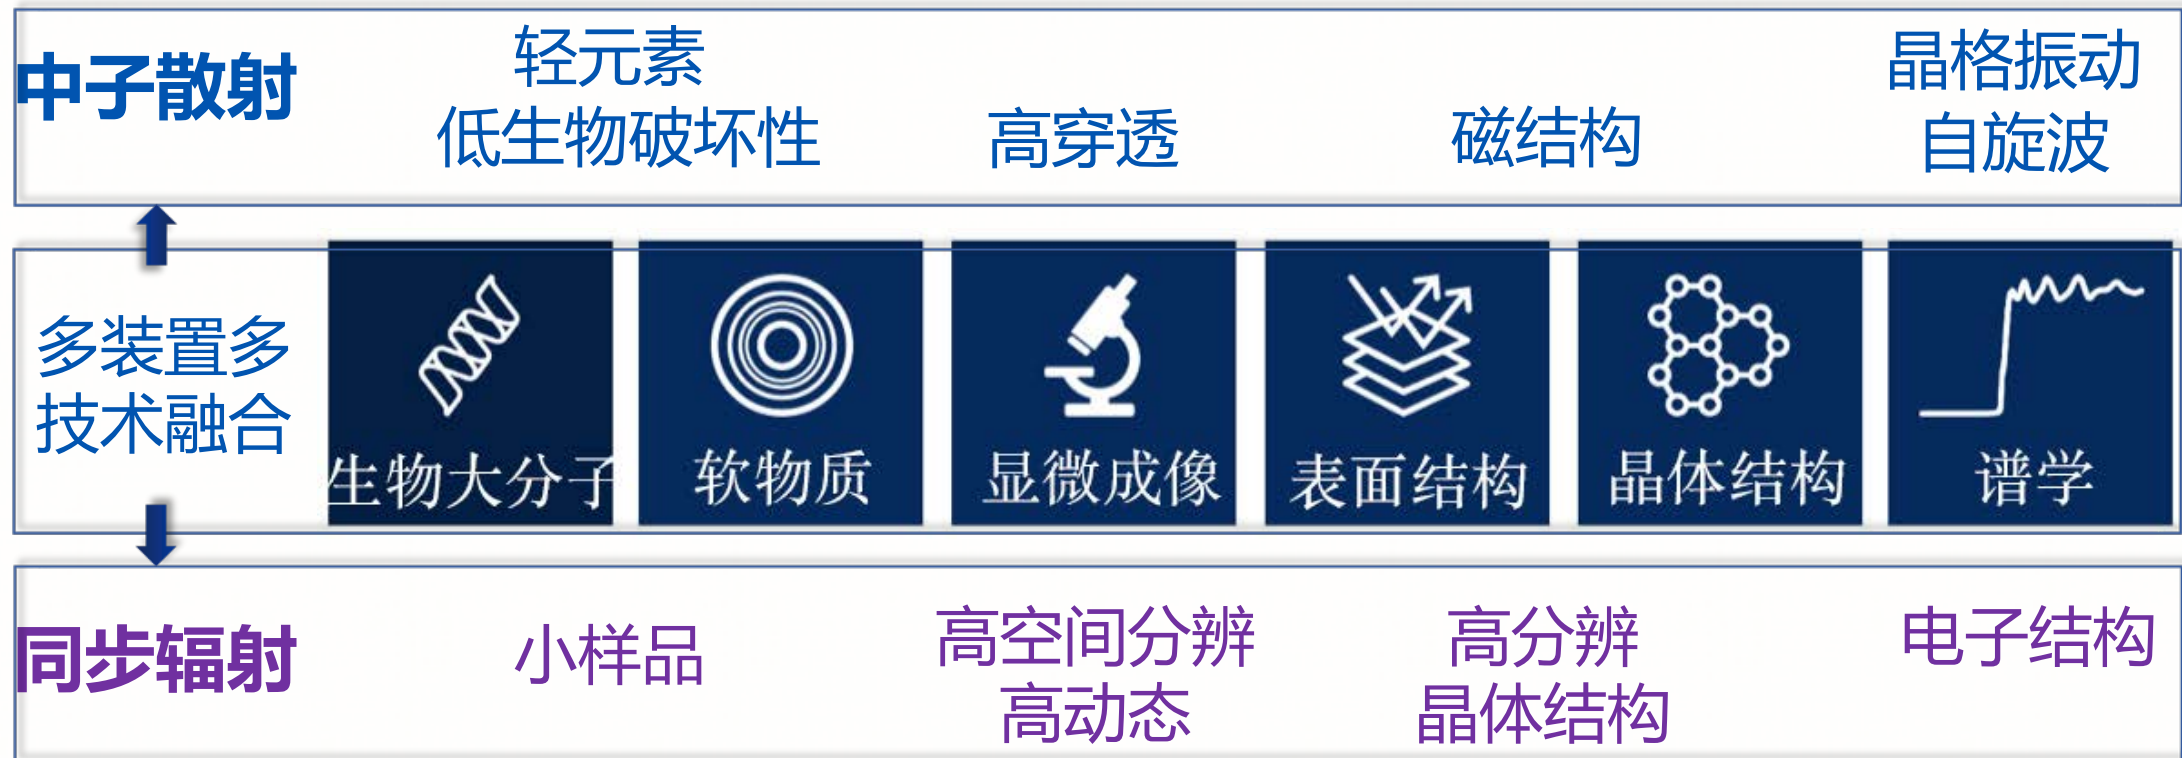 中子散射
轻元素
低生物破坏性
高穿透
磁结构
晶格振动
自旋波
多装置多
技术融合
生物大分子
软物质
显微成像
表面结构
晶体结构
谱学
同步辐射
小样品
高空间分辨
高动态
高分辨
晶体结构
电子结构